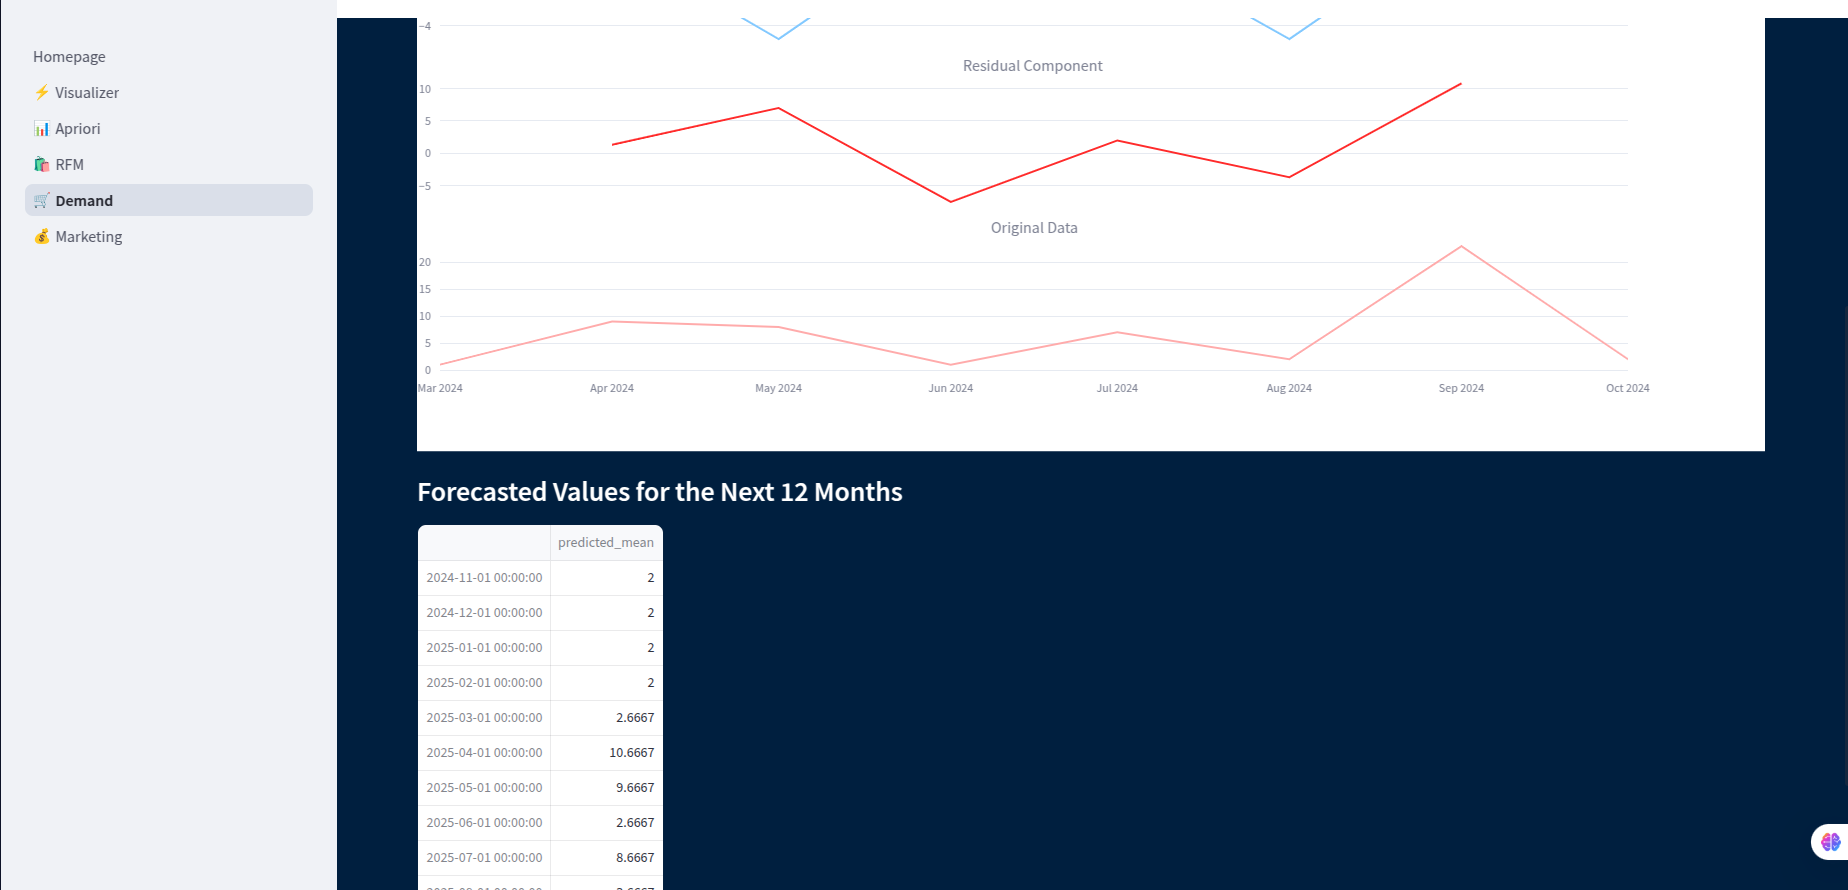 Homepage
⚡ Visualizer
📊 Apriori
🛍️ RFM
🛒 Demand
💰 Marketing
−4
Residual Component
10
5
0
−5
Original Data
20
15
10
5
0
Mar 2024 Apr 2024 May 2024 Jun 2024 Jul 2024 Aug 2024 Sep 2024 Oct 2024
Forecasted Values for the Next 12 Months
predicted_mean
2024-11-01 00:00:00 2
2024-12-01 00:00:00 2
2025-01-01 00:00:00 2
2025-02-01 00:00:00 2
2025-03-01 00:00:00 2.6667
2025-04-01 00:00:00 10.6667
2025-05-01 00:00:00 9.6667
2025-06-01 00:00:00 2.6667
2025-07-01 00:00:00 8.6667